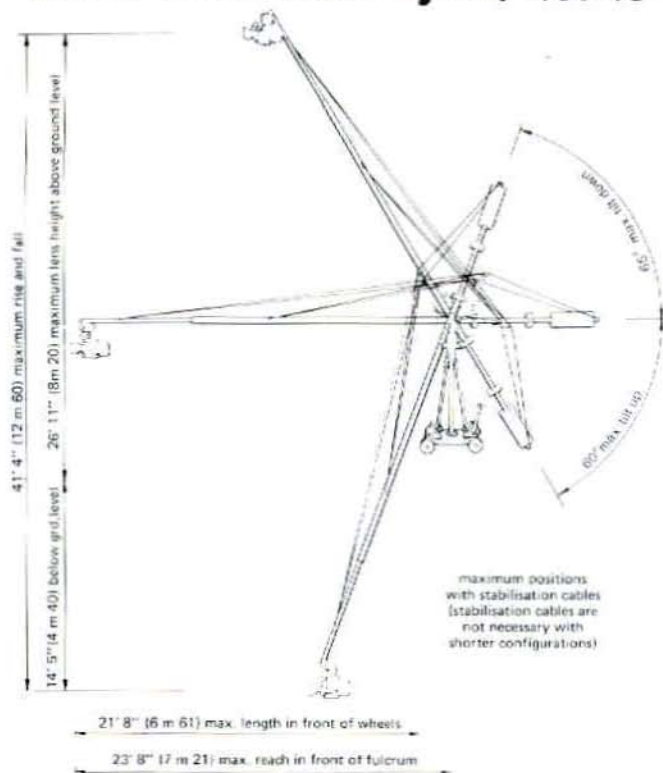 41' 4" (12 m 60) maximum rise and fall
26' 11" (8m 20) maximum lens height above ground level
14' 5" (4 m 40) below grd.level
65° max tilt down
60° max tilt up
maximum positions
with stabilisation cables
(stabilisation cables are
not necessary with
shorter configurations)
21' 8" (6 m 61) max. length in front of wheels
23' 8" (7 m 21) max. reach in front of fulcrum